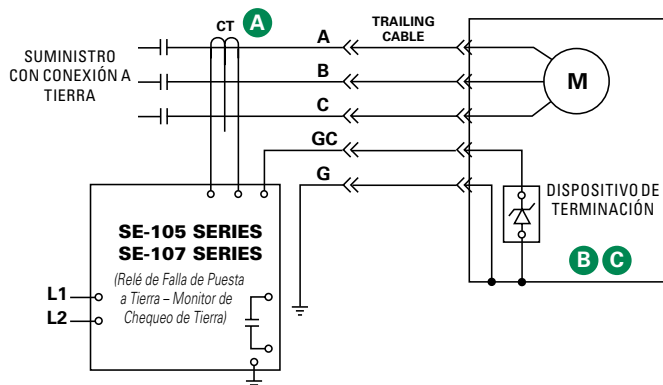 CT A
A
TRAILING
CABLE
SUMINISTRO
CON CONEXIÓN A
TIERRA
B
C
M
GC
G
DISPOSITIVO DE
TERMINACIÓN
B C
SE-105 SERIES
SE-107 SERIES
(Relé de Falla de Puesta
a Tierra – Monitor de
Chequeo de Tierra)
L1
L2